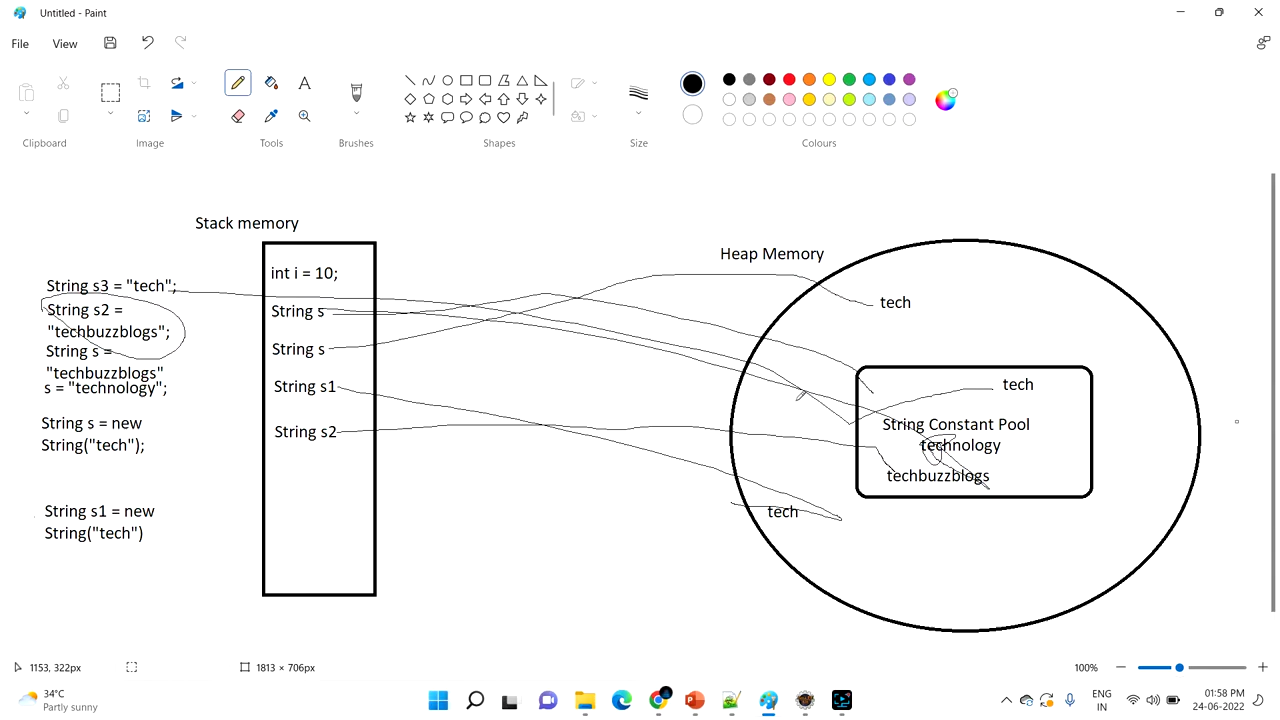 Untitled - Paint
File
View
Clipboard
Image
Tools
Brushes
Shapes
Size
Colours
Stack memory
int i = 10;
String s
String s
String s1
String s2
String s3 = "tech";
String s2 =
"techbuzzblogs";
String s =
"techbuzzblogs"
s = "technology";
String s = new
String("tech");
String s1 = new
String("tech")
Heap Memory
tech
tech
String Constant Pool
technology
techbuzzblogs
tech
1153, 322px
1813 × 706px
100%
34°C
Partly sunny
ENG
IN
01:58 PM
24-06-2022